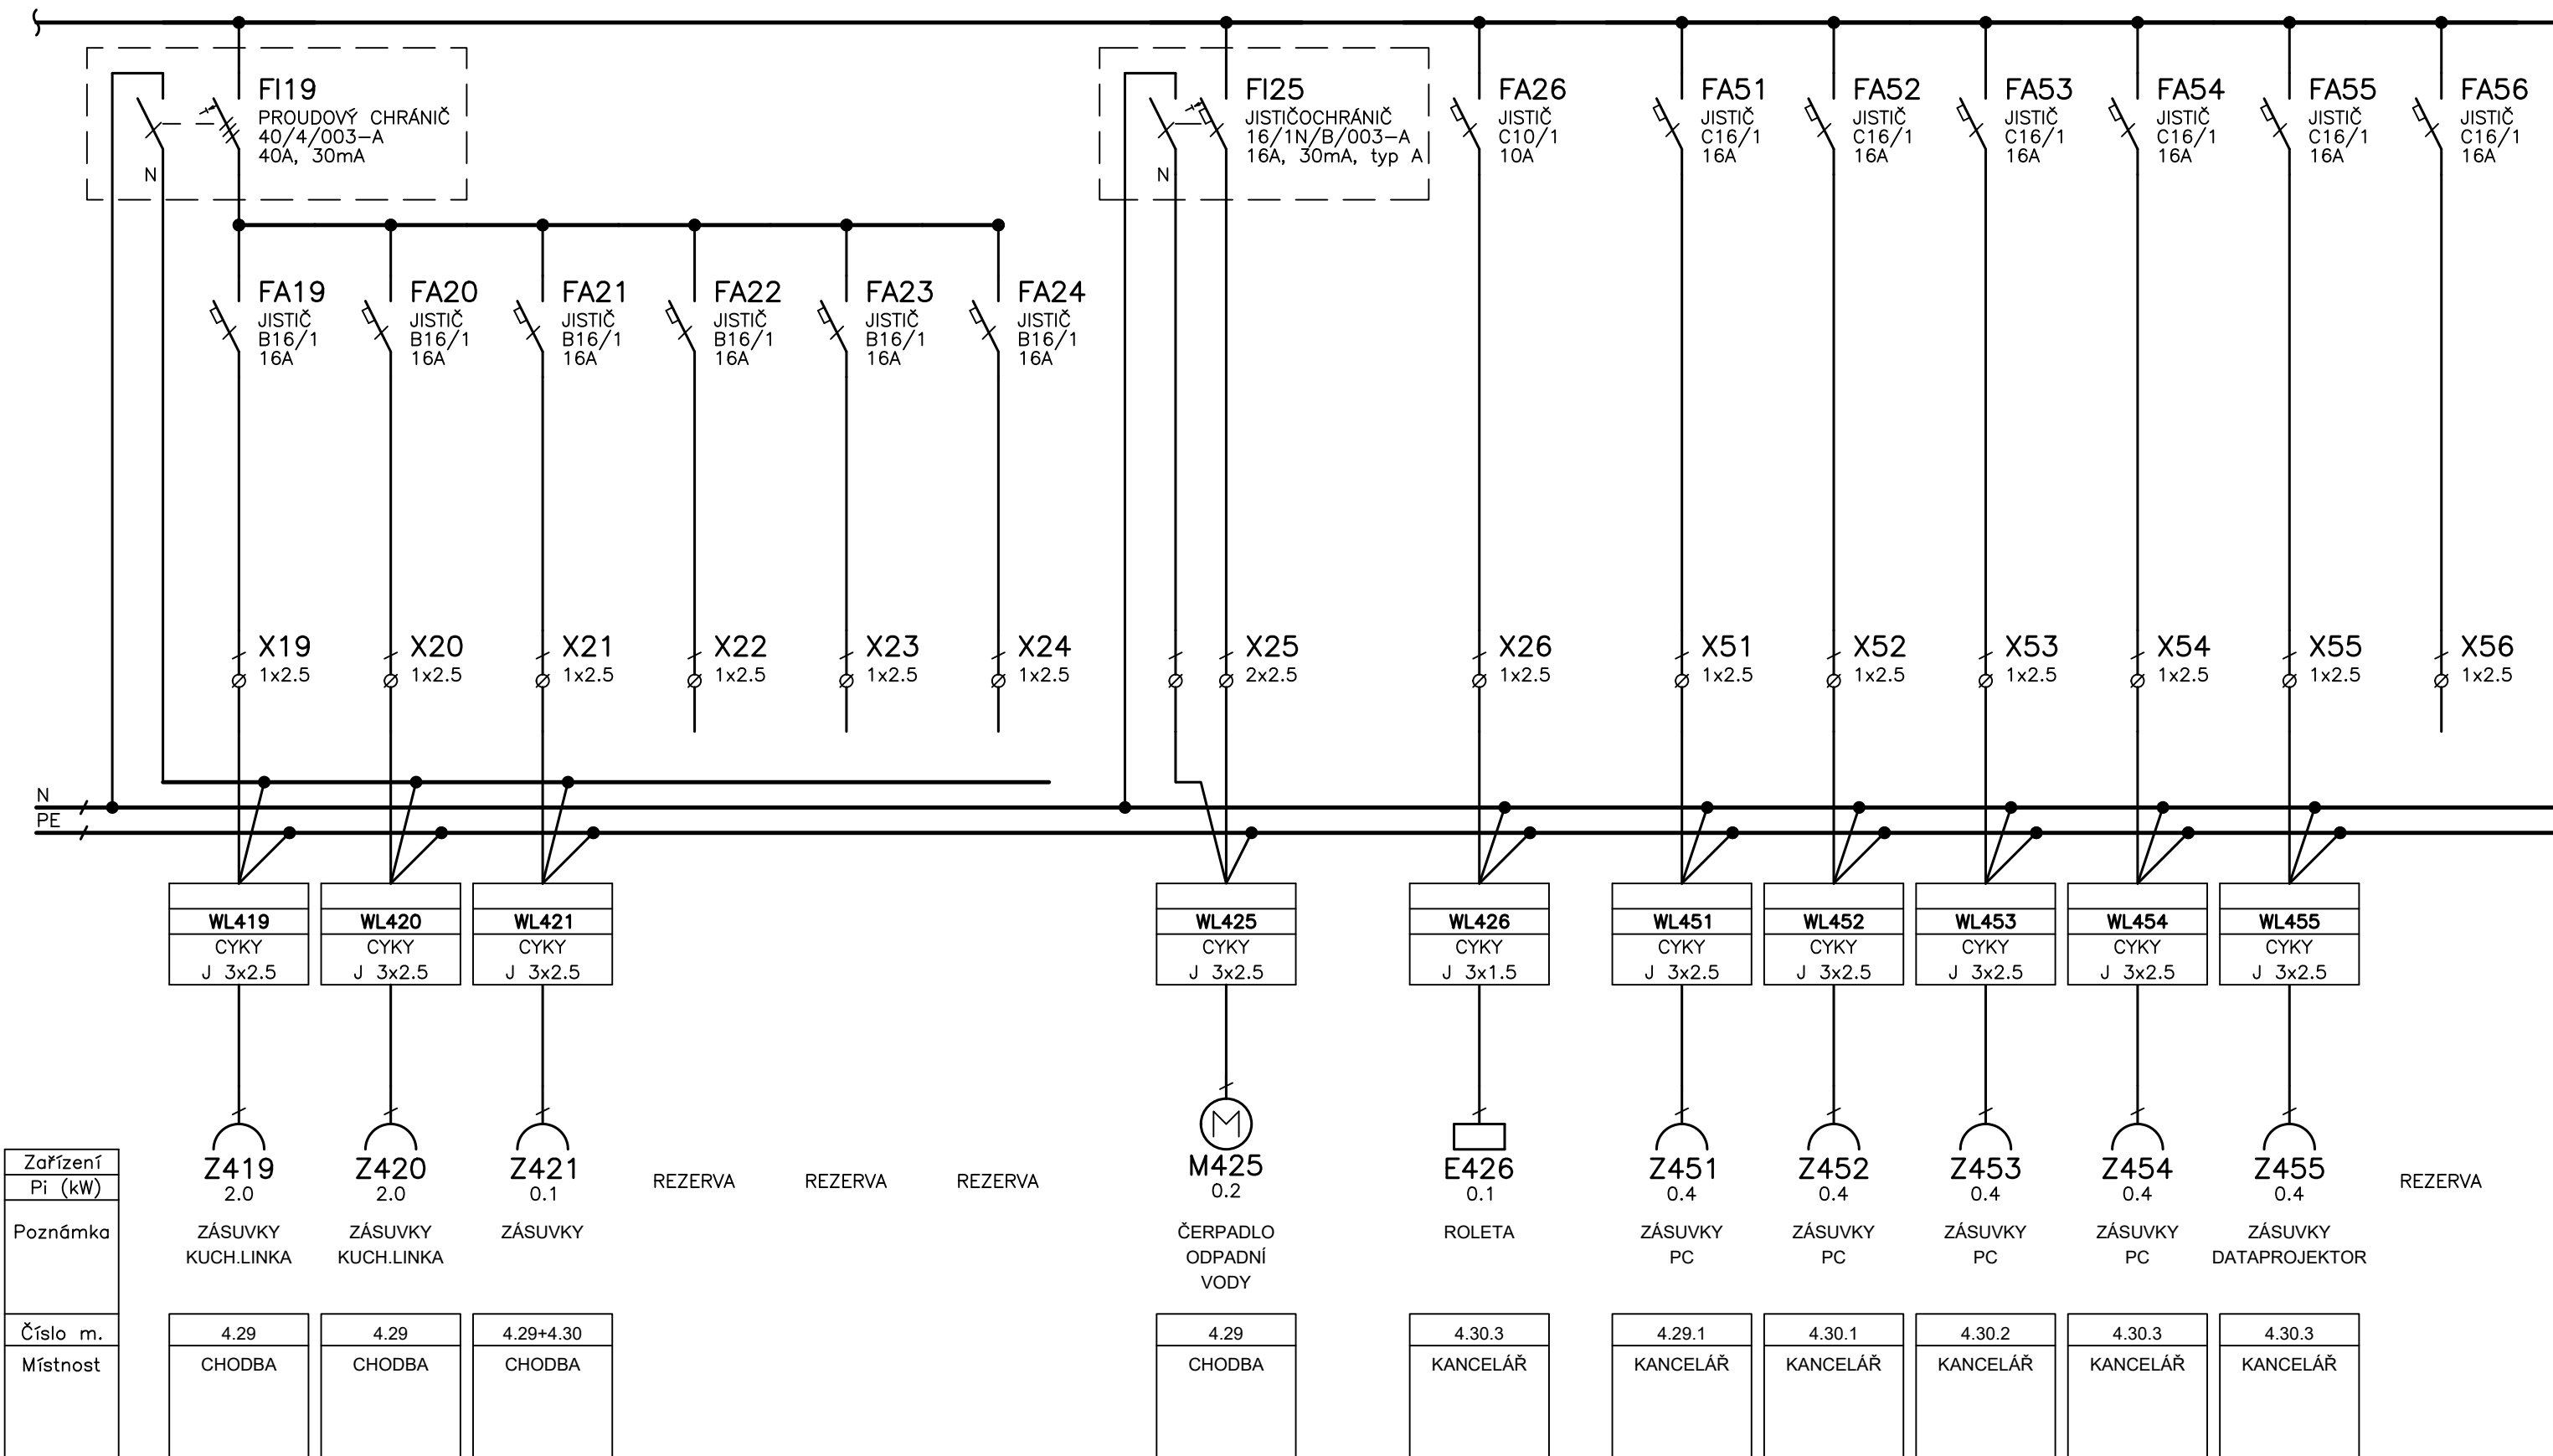 FI19
PROUDOVÝ CHRÁNIČ
40/4/003-A
40A, 30mA
N
FI25
JISTIČOCHRÁNIČ
16/1N/B/003-A
16A, 30mA, typ A
N
FA26
JISTIČ
C10/1
10A
FA51
JISTIČ
C16/1
16A
FA52
JISTIČ
C16/1
16A
FA53
JISTIČ
C16/1
16A
FA54
JISTIČ
C16/1
16A
FA55
JISTIČ
C16/1
16A
FA56
JISTIČ
C16/1
16A
FA19
JISTIČ
B16/1
16A
FA20
JISTIČ
B16/1
16A
FA21
JISTIČ
B16/1
16A
FA22
JISTIČ
B16/1
16A
FA23
JISTIČ
B16/1
16A
FA24
JISTIČ
B16/1
16A
X19
1x2.5
X20
1x2.5
X21
1x2.5
X22
1x2.5
X23
1x2.5
X24
1x2.5
X25
2x2.5
X26
1x2.5
X51
1x2.5
X52
1x2.5
X53
1x2.5
X54
1x2.5
X55
1x2.5
X56
1x2.5
N
PE
WL419
CYKY
J 3x2.5
WL420
CYKY
J 3x2.5
WL421
CYKY
J 3x2.5
WL425
CYKY
J 3x2.5
WL426
CYKY
J 3x1.5
WL451
CYKY
J 3x2.5
WL452
CYKY
J 3x2.5
WL453
CYKY
J 3x2.5
WL454
CYKY
J 3x2.5
WL455
CYKY
J 3x2.5
M
Zařízení
Pi (kW)
Poznámka
Číslo m.
Místnost
Z419
2.0
ZÁSUVKY
KUCH.LINKA
4.29
CHODBA
Z420
2.0
ZÁSUVKY
KUCH.LINKA
4.29
CHODBA
Z421
0.1
ZÁSUVKY
4.29+4.30
CHODBA
REZERVA
REZERVA
REZERVA
M425
0.2
ČERPADLO
ODPADNÍ
VODY
4.29
CHODBA
E426
0.1
ROLETA
4.30.3
KANCELÁŘ
Z451
0.4
ZÁSUVKY
PC
4.29.1
KANCELÁŘ
Z452
0.4
ZÁSUVKY
PC
4.30.1
KANCELÁŘ
Z453
0.4
ZÁSUVKY
PC
4.30.2
KANCELÁŘ
Z454
0.4
ZÁSUVKY
PC
4.30.3
KANCELÁŘ
Z455
0.4
ZÁSUVKY
DATAPROJEKTOR
4.30.3
KANCELÁŘ
REZERVA